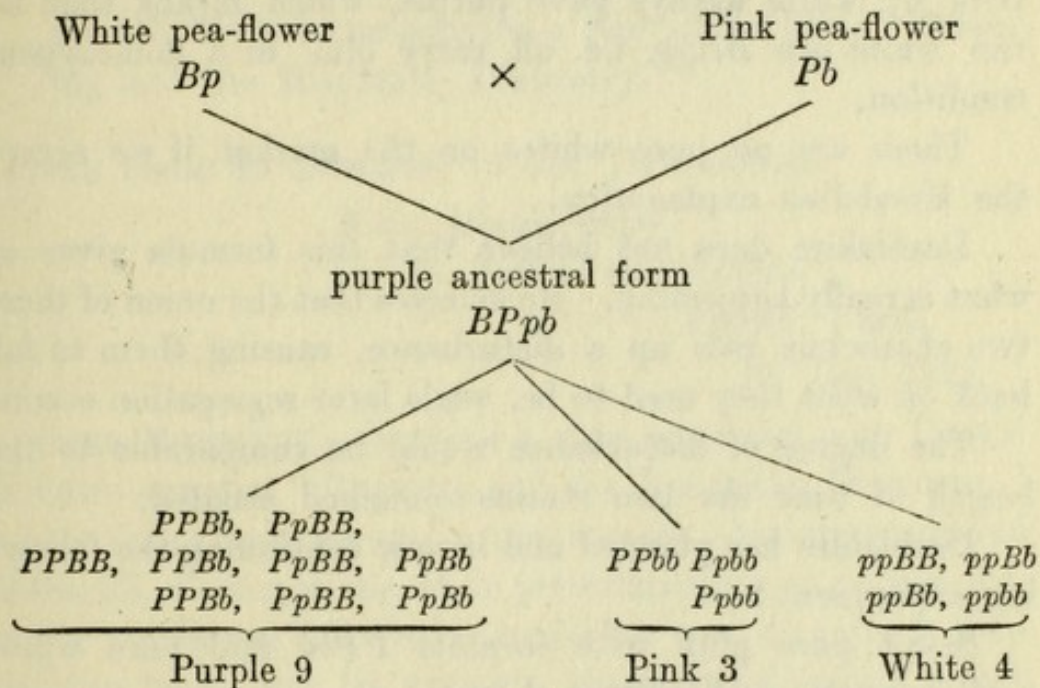 White pea-flower Pink pea-flower
Bp × Pb
purple ancestral form
BPpb
PPBb, PpBB,
PPBB, PPBb, PpBB, PpBb PPbb Ppbb ppBB, ppBb
PPBb, PpBB, PpBb Ppbb ppBb, ppbb
Purple 9 Pink 3 White 4